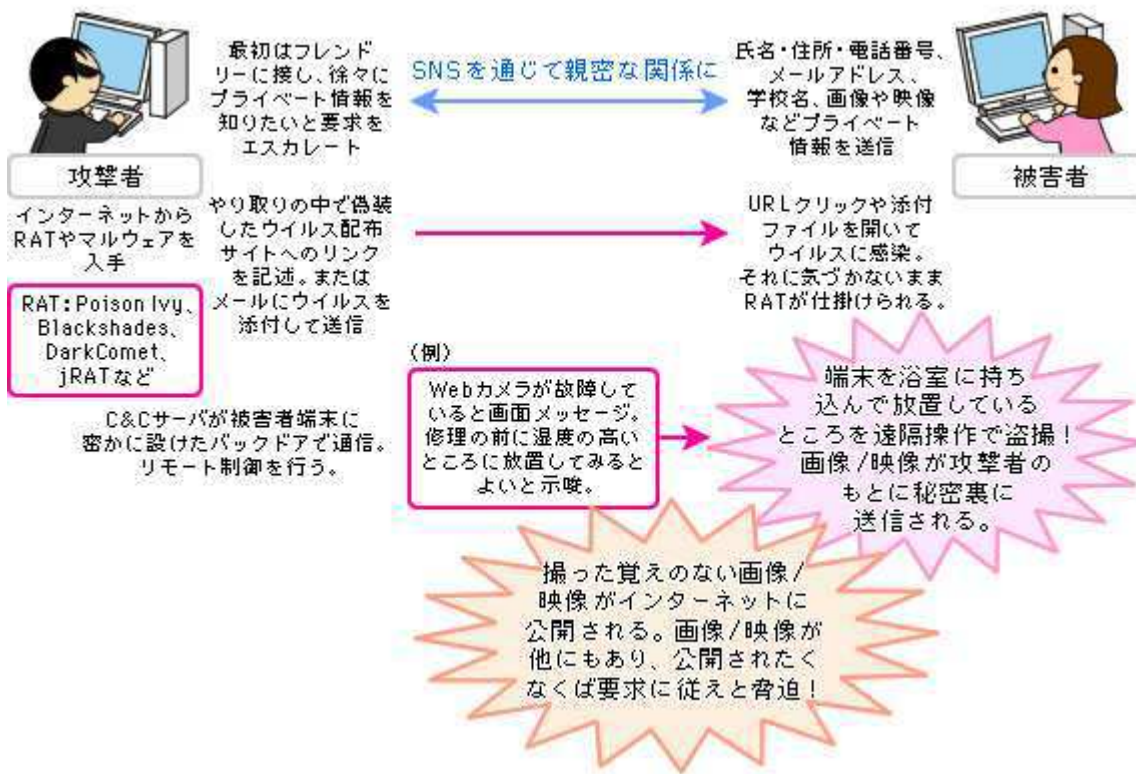 最初はフレンド
リーに接し、徐々に
プライベート情報を
知りたいと要求を
エスカレート
SNSを通じて親密な関係に
氏名・住所・電話番号、
メールアドレス、
学校名、画像や映像
などプライベート
情報を送信
攻撃者
被害者
インターネットから
RATやマルウェアを
入手
やり取りの中で偽装
したウイルス配布
サイトへのリンク
を記述。または
メールにウイルスを
添付して送信
URLクリックや添付
ファイルを開いて
ウイルスに感染。
それに気づかないまま
RATが仕掛けられる。
RAT:Poison Ivy、
Blackshades、
DarkComet、
jRATなど
C&Cサーバが被害者端末に
密かに設けたバックドアで通信。
リモート制御を行う。
(例)
Webカメラが故障して
いると画面メッセージ。
修理の前に湿度の高い
ところに放置してみると
よいと示唆。
端末を浴室に持ち
込んで放置している
ところを遠隔操作で盗撮!
画像/映像が攻撃者の
もとに秘密裏に
送信される。
撮った覚えのない画像/
映像がインターネットに
公開される。画像/映像が
他にもあり、公開されたく
なくば要求に従えと脅迫!